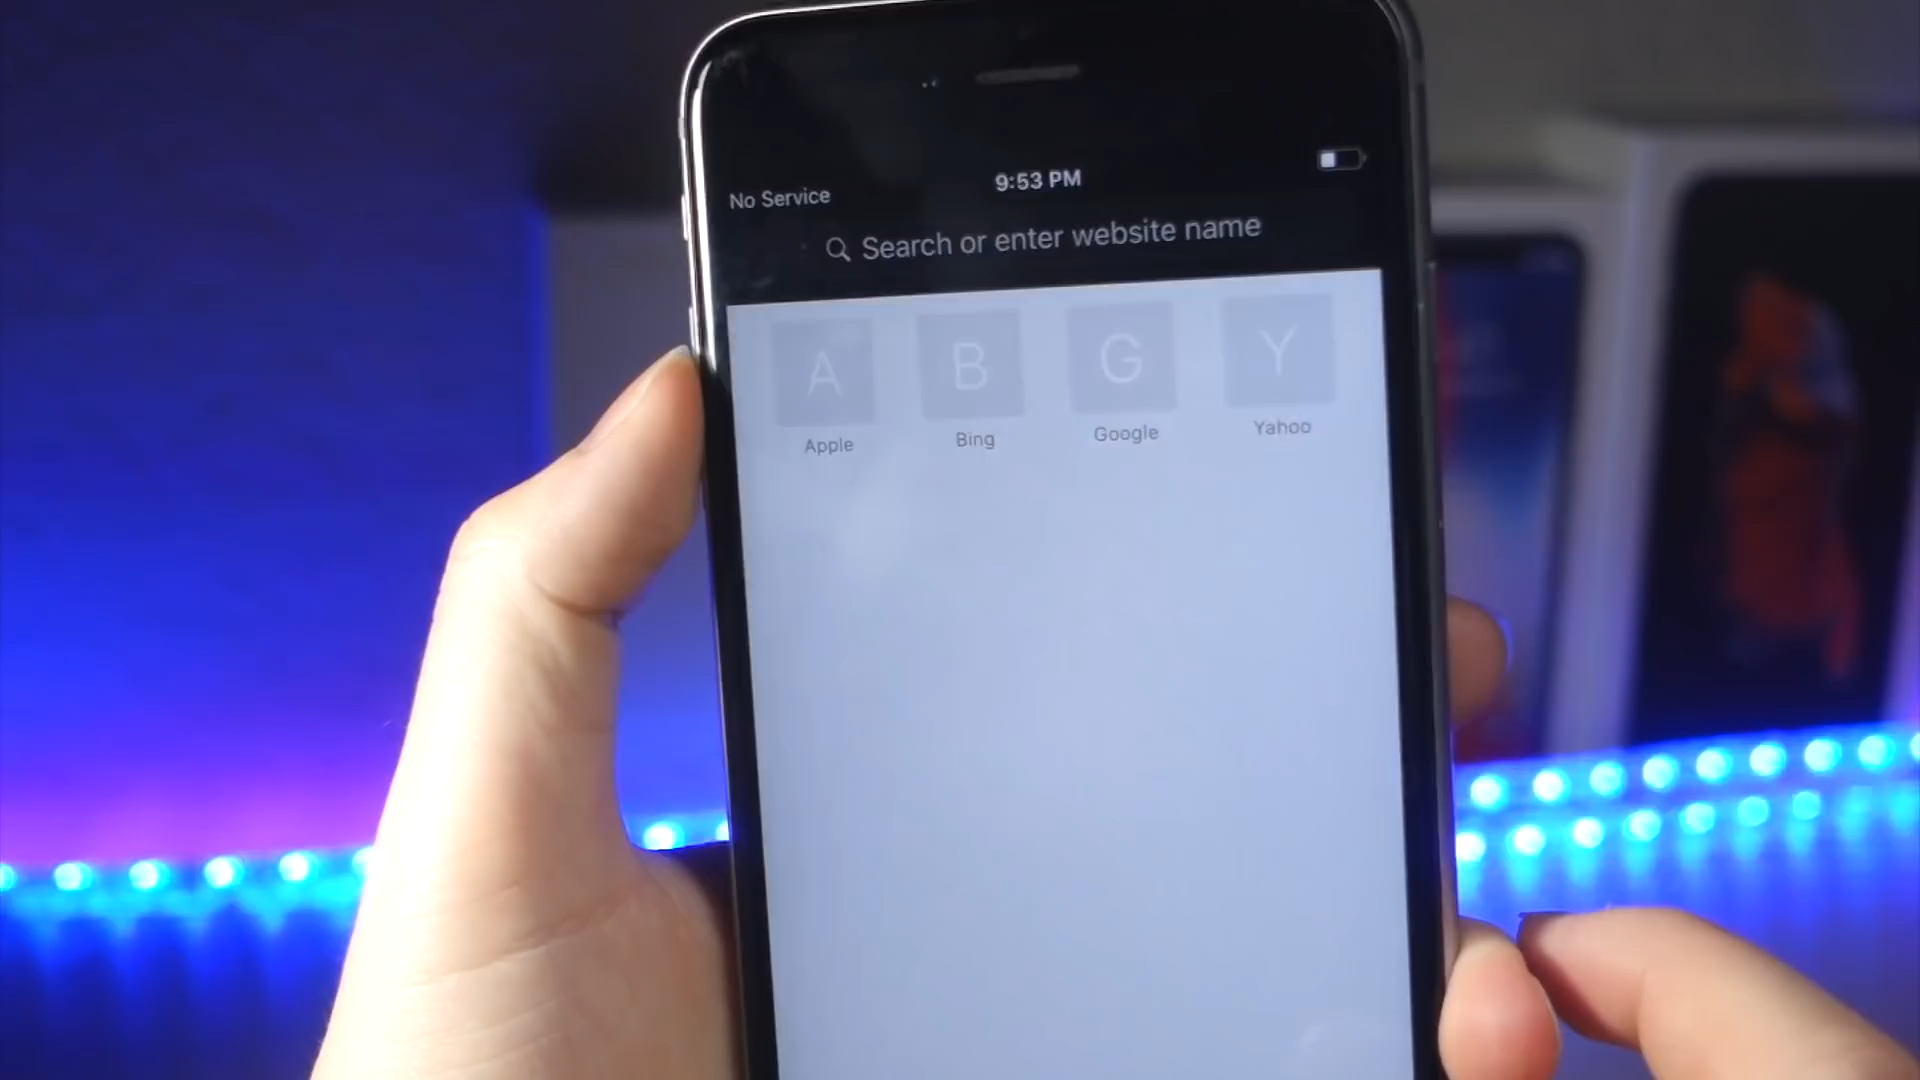 No Service
9:53 PM
Search or enter website name
A
B
G
Y
Apple
Bing
Google
Yahoo